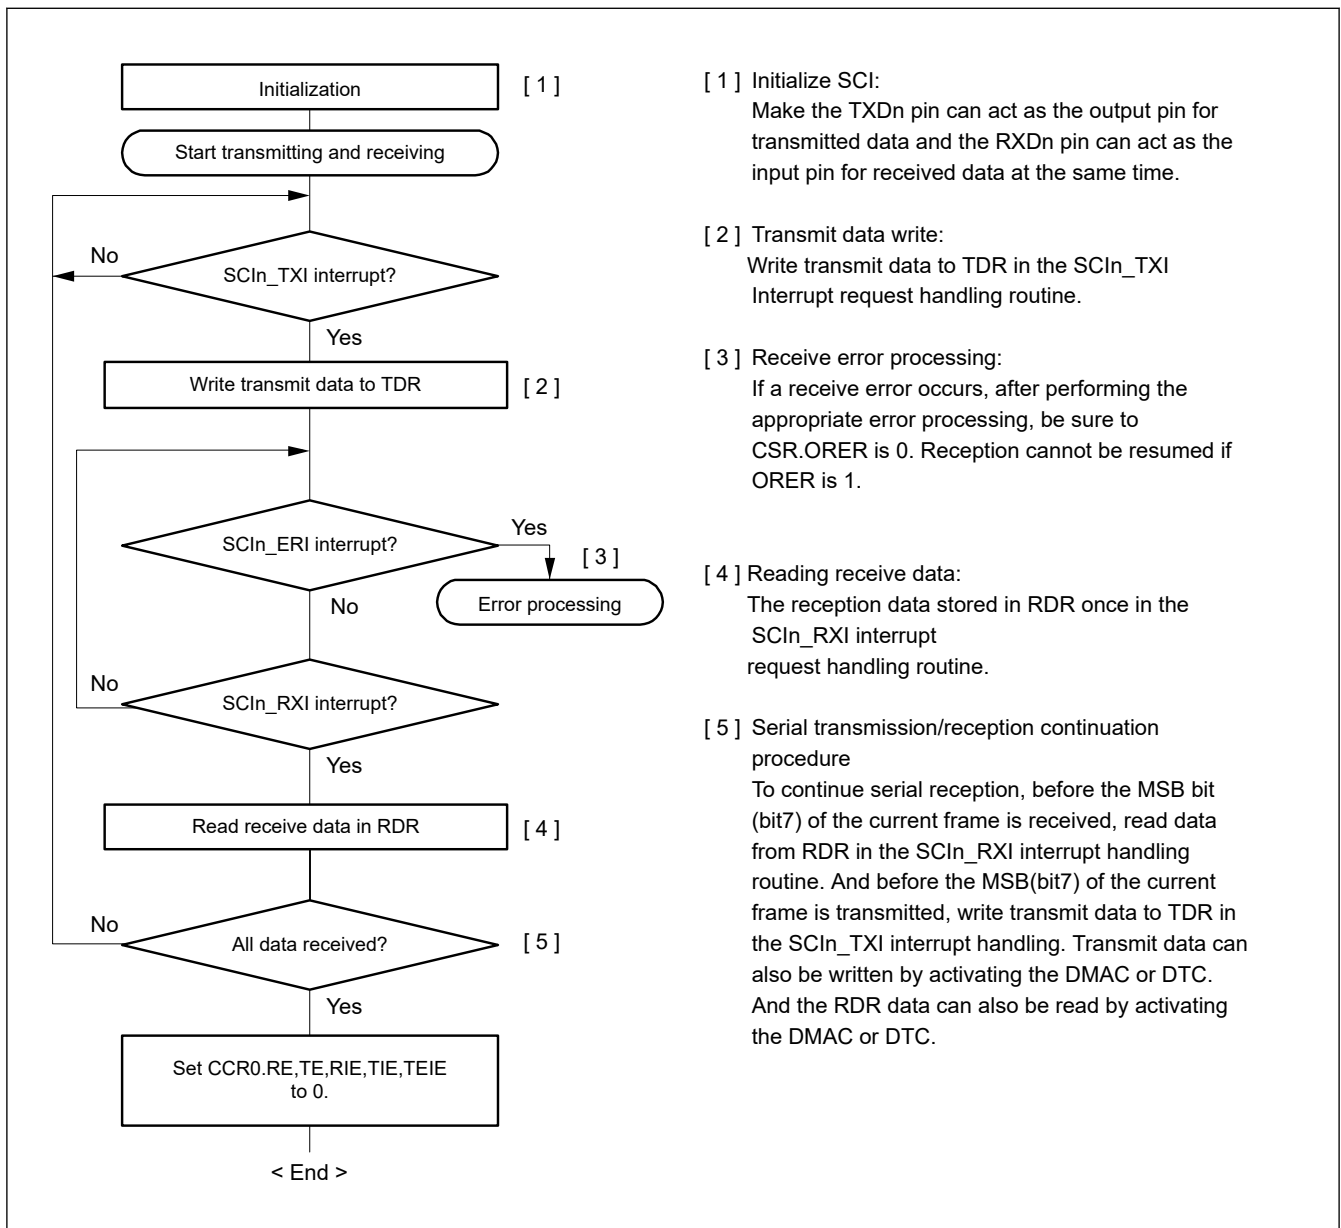 Initialization
[ 1 ]
Start transmitting and receiving
No
SCIn_TXI interrupt?
Yes
Write transmit data to TDR
[ 2 ]
SCIn_ERI interrupt?
Yes
[ 3 ]
Error processing
No
No
SCIn_RXI interrupt?
Yes
Read receive data in RDR
[ 4 ]
No
All data received?
[ 5 ]
Yes
Set CCR0.RE,TE,RIE,TIE,TEIE
to 0.
< End >
[ 1 ] Initialize SCI:
Make the TXDn pin can act as the output pin for
transmitted data and the RXDn pin can act as the
input pin for received data at the same time.
[ 2 ] Transmit data write:
Write transmit data to TDR in the SCIn_TXI
Interrupt request handling routine.
[ 3 ] Receive error processing:
If a receive error occurs, after performing the
appropriate error processing, be sure to
CSR.ORER is 0. Reception cannot be resumed if
ORER is 1.
[ 4 ] Reading receive data:
The reception data stored in RDR once in the
SCIn_RXI interrupt
request handling routine.
[ 5 ] Serial transmission/reception continuation
procedure
To continue serial reception, before the MSB bit
(bit7) of the current frame is received, read data
from RDR in the SCIn_RXI interrupt handling
routine. And before the MSB(bit7) of the current
frame is transmitted, write transmit data to TDR in
the SCIn_TXI interrupt handling. Transmit data can
also be written by activating the DMAC or DTC.
And the RDR data can also be read by activating
the DMAC or DTC.